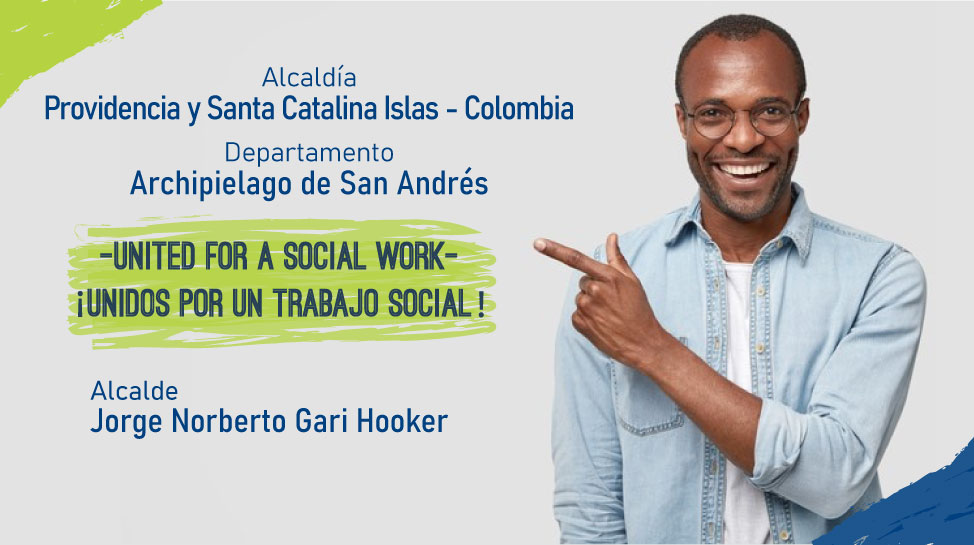 Alcaldía
Providencia y Santa Catalina Islas - Colombia
Departamento
Archipielago de San Andrés
-UNITED FOR A SOCIAL WORK-
¡UNIDOS POR UN TRABAJO SOCIAL !
Alcalde
Jorge Norberto Gari Hooker